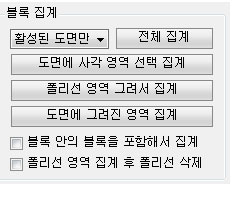 블록 집계
활성된 도면만 전체 집계
도면에 사각 영역 선택 집계
폴리선 영역 그려서 집계
도면에 그려진 영역 집계
블록 안의 블록을 포함해서 집계
폴리선 영역 집계 후 폴리선 삭제